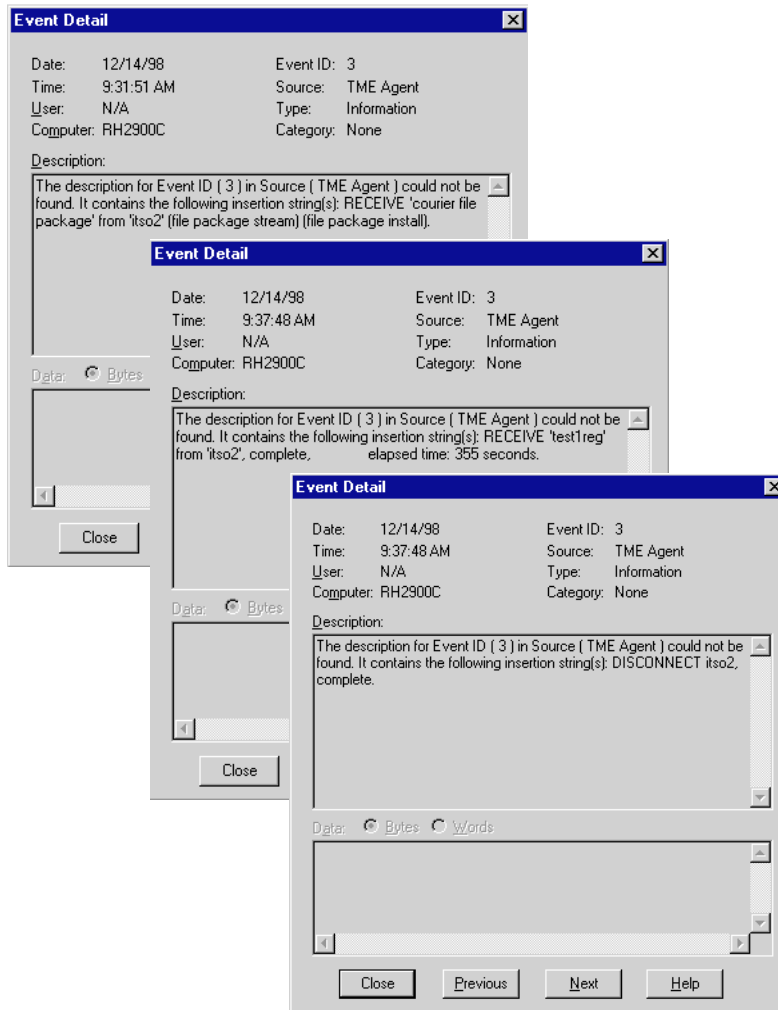 Event Detail
Date: 12/14/98 Event ID: 3
Time: 9:31:51 AM Source: TME Agent
User: N/A Type: Information
Computer: RH2900C Category: None
Description:
The description for Event ID ( 3 ) in Source ( TME Agent ) could not be
found. It contains the following insertion string(s): RECEIVE 'courier file
package' from 'itso2' (file package stream) (file package install).
Data: Bytes
Close
Event Detail
Date: 12/14/98 Event ID: 3
Time: 9:37:48 AM Source: TME Agent
User: N/A Type: Information
Computer: RH2900C Category: None
Description:
The description for Event ID ( 3 ) in Source ( TME Agent ) could not be
found. It contains the following insertion string(s): RECEIVE 'test1reg'
from 'itso2', complete, elapsed time: 355 seconds.
Data: Bytes
Close
Event Detail
Date: 12/14/98 Event ID: 3
Time: 9:37:48 AM Source: TME Agent
User: N/A Type: Information
Computer: RH2900C Category: None
Description:
The description for Event ID ( 3 ) in Source ( TME Agent ) could not be
found. It contains the following insertion string(s): DISCONNECT itso2,
complete.
Data: Bytes Words
Close Previous Next Help